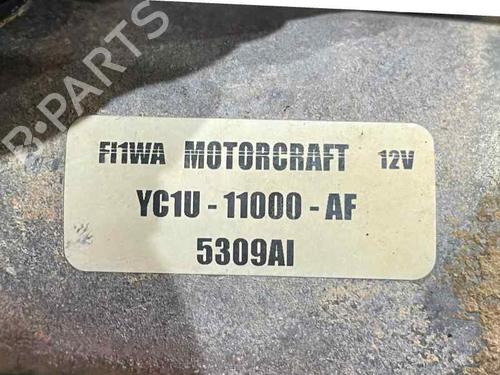 B-PARTS
FI1WA MOTORCRAFT 12V
YC1U - 11000 - AF
5309AI